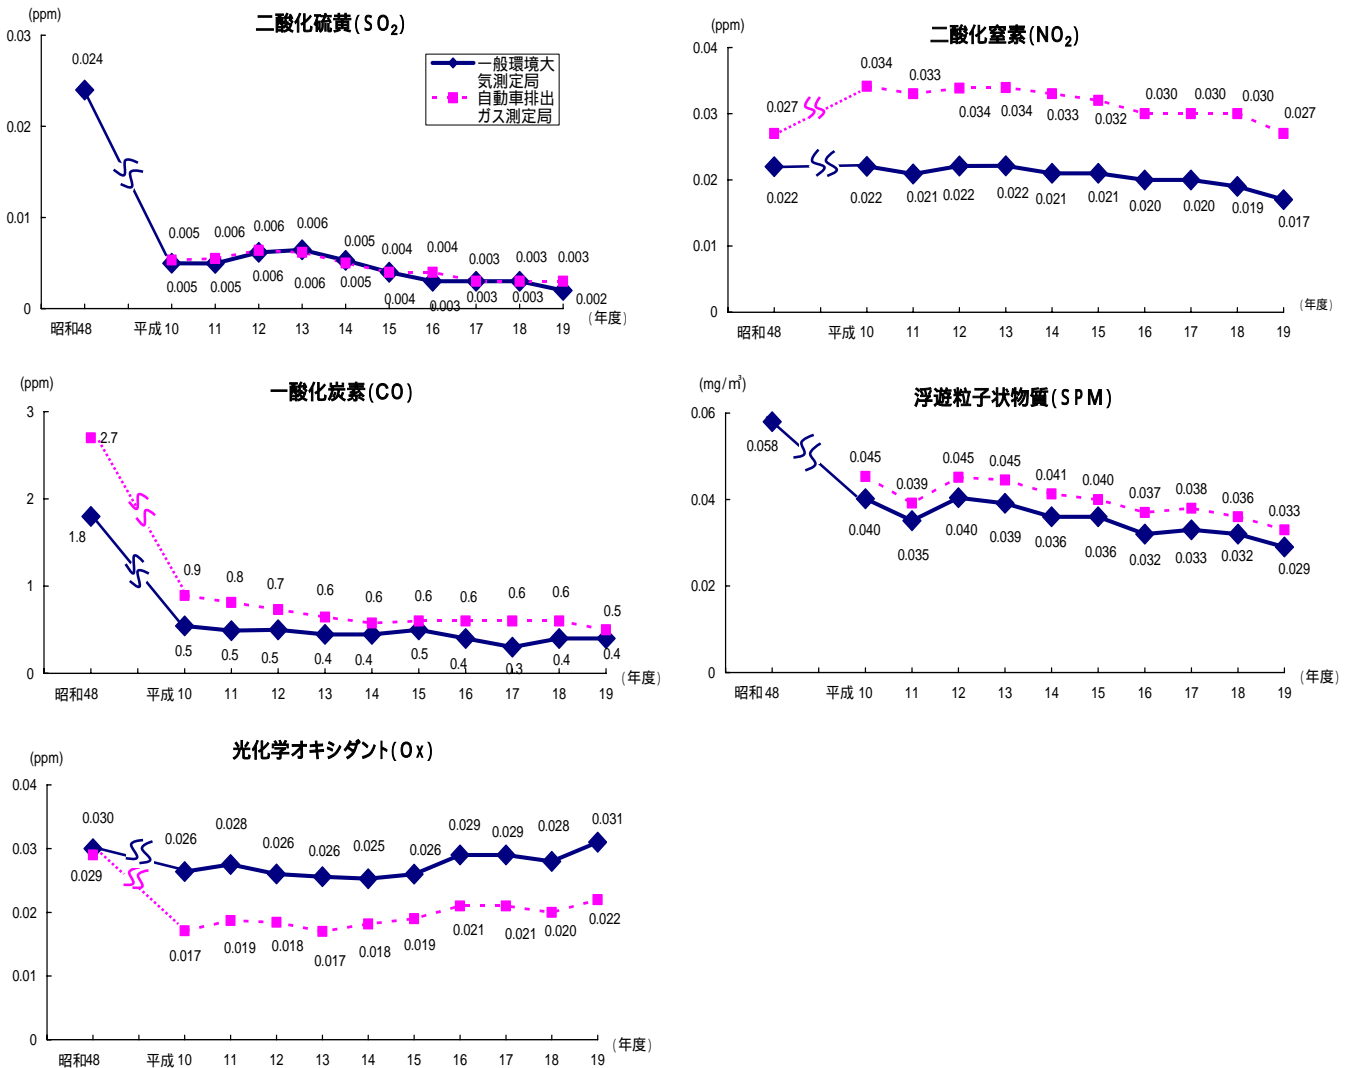 (ppm)
二酸化硫黄(SO₂)
0.03
0.02
0.01
0
0.024
一般環境大
気測定局
自動車排出
ガス測定局
0.005 0.006 0.006 0.006 0.005 0.004 0.004 0.003 0.003 0.003
0.005 0.005 0.006 0.006 0.005 0.004 0.003 0.003 0.003 0.002
昭和48 平成10 11 12 13 14 15 16 17 18 19 (年度)
(ppm)
二酸化窒素(NO₂)
0.04
0.03
0.02
0.01
0
0.027 0.034 0.033 0.034 0.034 0.033 0.032 0.030 0.030 0.030 0.027
0.022 0.022 0.021 0.022 0.022 0.021 0.021 0.020 0.020 0.019 0.017
昭和48 平成10 11 12 13 14 15 16 17 18 19 (年度)
(ppm)
一酸化炭素(CO)
3
2
1
0
2.7 0.9 0.8 0.7 0.6 0.6 0.6 0.6 0.6 0.6 0.5
1.8 0.5 0.5 0.5 0.4 0.4 0.5 0.4 0.3 0.4 0.4
昭和48 平成10 11 12 13 14 15 16 17 18 19 (年度)
(mg/㎥)
浮遊粒子状物質(SPM)
0.06
0.04
0.02
0
0.045 0.039 0.045 0.045 0.041 0.040 0.037 0.038 0.036 0.033
0.058 0.040 0.035 0.040 0.039 0.036 0.036 0.032 0.033 0.032 0.029
昭和48 平成10 11 12 13 14 15 16 17 18 19 (年度)
(ppm)
光化学オキシダント(Ox)
0.04
0.03
0.02
0.01
0
0.030 0.026 0.028 0.026 0.026 0.025 0.026 0.029 0.029 0.028 0.031
0.029 0.017 0.019 0.018 0.017 0.018 0.019 0.021 0.021 0.020 0.022
昭和48 平成10 11 12 13 14 15 16 17 18 19 (年度)